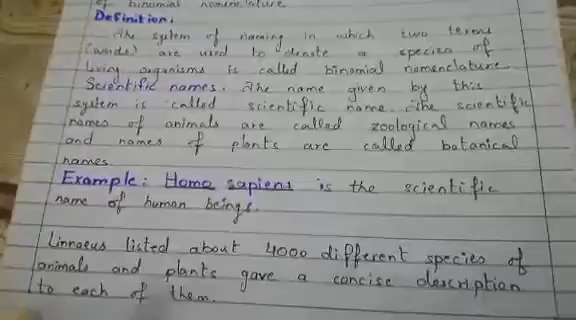 of binomial nomenclature
Definition:
The system of naming in which two terms
(words) are used to denote a species of
living organisms is called binomial nomenclature.
Scientific names. The name given by this
system is called scientific name. The scientific
names of animals are called zoological names
and names of plants are called botanical
names.
Example: Homo sapiens is the scientific
name of human beings.
Linnaeus listed about 4000 different species of
animals and plants gave a concise description
to each of them.